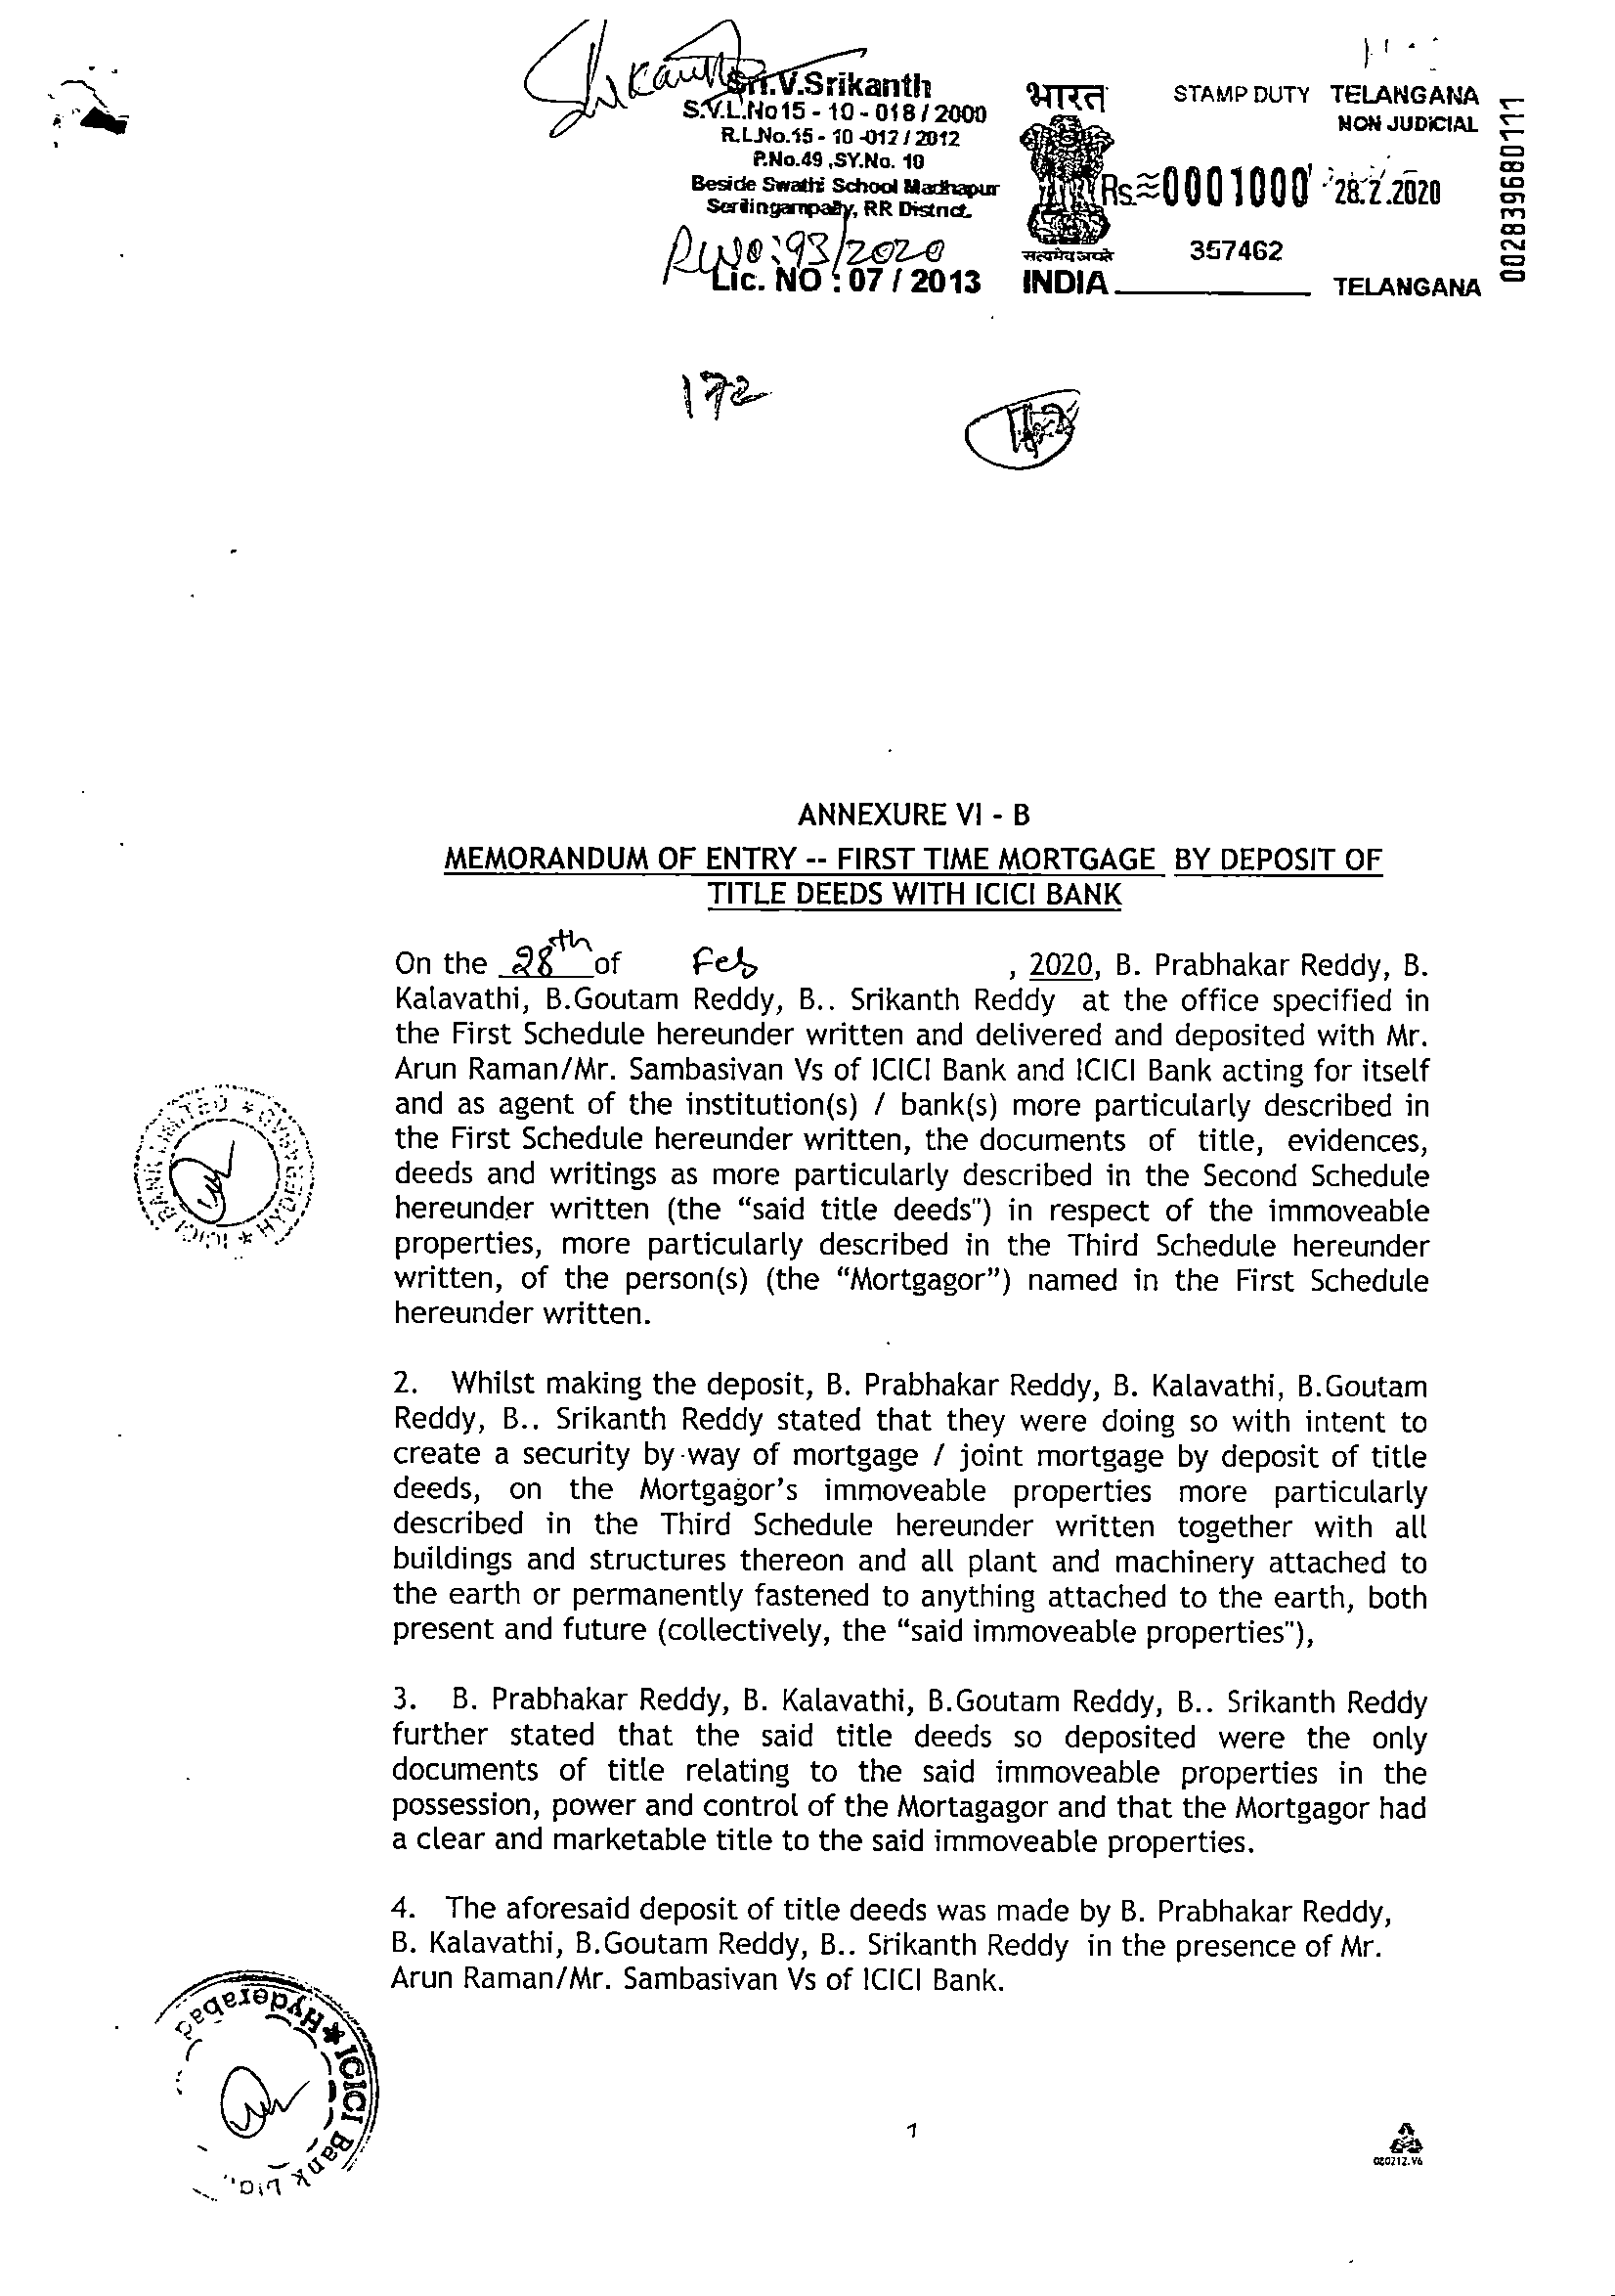 Srikanth
Sri.V.Srikanth
S.V.L.No15 - 10 - 018 / 2000
R.L.No.15 - 10 -012 / 2012
P.No.49 ,SY.No. 10
Beside Swathi School Madhapur
Serilingampally, RR District.
RW NO: 93/2020
Lic. NO : 07 / 2013
भारत
सत्यमेव जयते
INDIA
STAMP DUTY TELANGANA
NON JUDICIAL
Rs.≈0001000 28.2.2020
357462
TELANGANA
002839680111
172
ANNEXURE VI - B
MEMORANDUM OF ENTRY -- FIRST TIME MORTGAGE BY DEPOSIT OF
TITLE DEEDS WITH ICICI BANK
On the 28th of Feb , 2020, B. Prabhakar Reddy, B.
Kalavathi, B.Goutam Reddy, B.. Srikanth Reddy at the office specified in
the First Schedule hereunder written and delivered and deposited with Mr.
Arun Raman/Mr. Sambasivan Vs of ICICI Bank and ICICI Bank acting for itself
and as agent of the institution(s) / bank(s) more particularly described in
the First Schedule hereunder written, the documents of title, evidences,
deeds and writings as more particularly described in the Second Schedule
hereunder written (the “said title deeds") in respect of the immoveable
properties, more particularly described in the Third Schedule hereunder
written, of the person(s) (the “Mortgagor”) named in the First Schedule
hereunder written.
2. Whilst making the deposit, B. Prabhakar Reddy, B. Kalavathi, B.Goutam
Reddy, B.. Srikanth Reddy stated that they were doing so with intent to
create a security by way of mortgage / joint mortgage by deposit of title
deeds, on the Mortgagor’s immoveable properties more particularly
described in the Third Schedule hereunder written together with all
buildings and structures thereon and all plant and machinery attached to
the earth or permanently fastened to anything attached to the earth, both
present and future (collectively, the “said immoveable properties"),
3. B. Prabhakar Reddy, B. Kalavathi, B.Goutam Reddy, B.. Srikanth Reddy
further stated that the said title deeds so deposited were the only
documents of title relating to the said immoveable properties in the
possession, power and control of the Mortagagor and that the Mortgagor had
a clear and marketable title to the said immoveable properties.
4. The aforesaid deposit of title deeds was made by B. Prabhakar Reddy,
B. Kalavathi, B.Goutam Reddy, B.. Srikanth Reddy in the presence of Mr.
Arun Raman/Mr. Sambasivan Vs of ICICI Bank.
ICICI BANK LIMITED * HYDERABAD *
Hyderabad * ICICI Bank Ltd.,
1
020212.V6